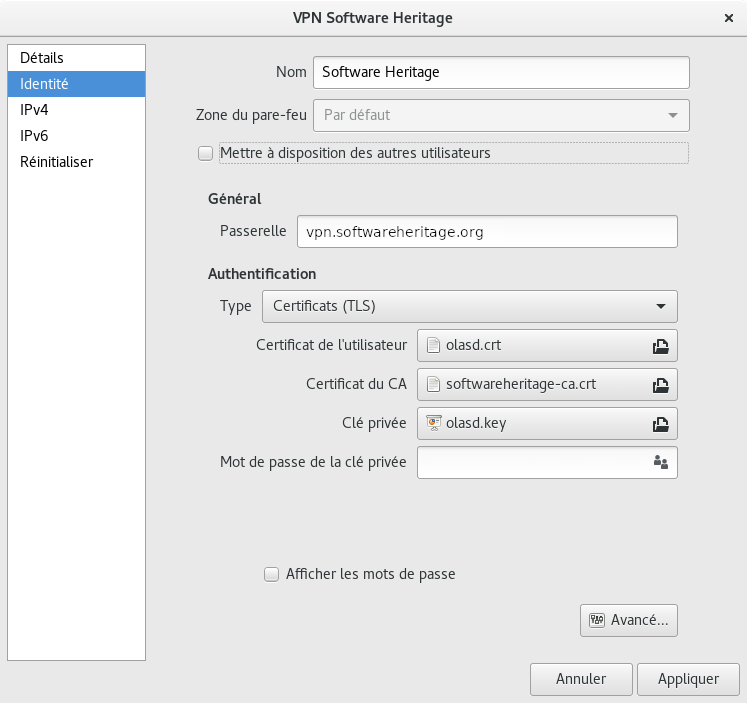 VPN Software Heritage
Détails
Identité
IPv4
IPv6
Réinitialiser
Nom Software Heritage
Zone du pare-feu Par défaut
Mettre à disposition des autres utilisateurs
Général
Passerelle vpn.softwareheritage.org
Authentification
Type Certificats (TLS)
Certificat de l'utilisateur olasd.crt
Certificat du CA softwareheritage-ca.crt
Clé privée olasd.key
Mot de passe de la clé privée
Afficher les mots de passe
Avancé...
Annuler Appliquer